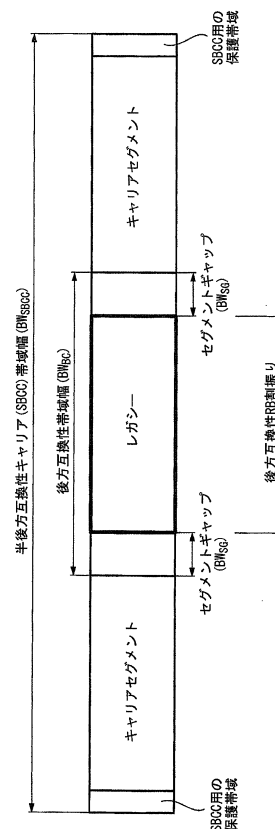 半後方互換性キャリア(SBCC)帯域幅(BWSBCC)
後方互換性帯域幅(BWBC)
SBCC用の
保護帯域
キャリアセグメント
セグメントギャップ
(BWSG)
レガシー
セグメントギャップ
(BWSG)
キャリアセグメント
SBCC用の
保護帯域
後方互換性RB割振り